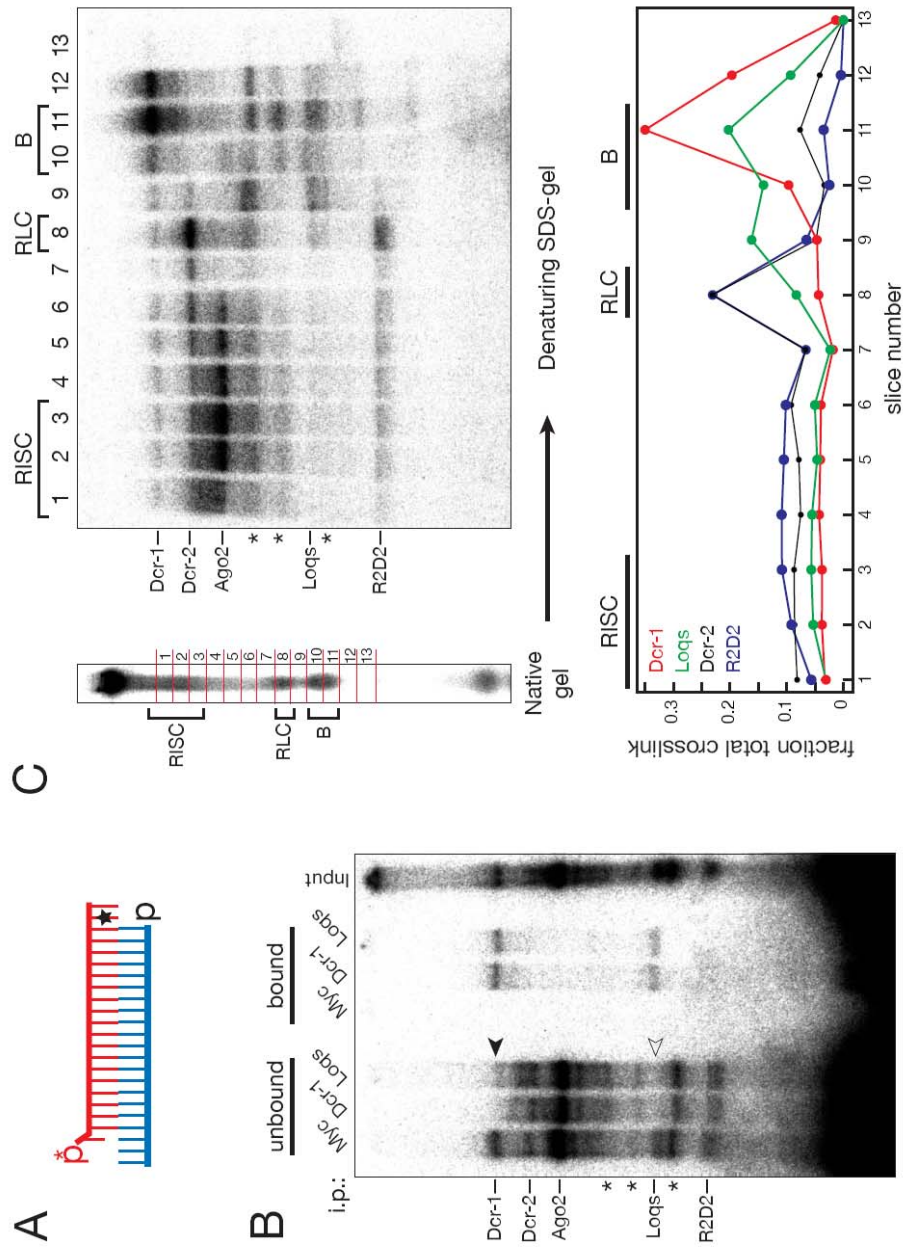 A
p*
p
B
i.p.:
unbound
bound
Myc
Dcr-1
Loqs
Myc
Dcr-1
Loqs
Input
Dcr-1
Dcr-2
Ago2
*
*
Loqs
*
R2D2
C
RISC
RLC
B
1
2
3
4
5
6
7
8
9
10
11
12
13
Native
gel
Denaturing SDS-gel
RISC
RLC
B
1 2 3 4 5 6 7 8 9 10 11 12 13
Dcr-1
Dcr-2
Ago2
*
*
Loqs
*
R2D2
RISC
RLC
B
Dcr-1
Loqs
Dcr-2
R2D2
fraction total crosslink
0.3
0.2
0.1
0
1 2 3 4 5 6 7 8 9 10 11 12 13
slice number